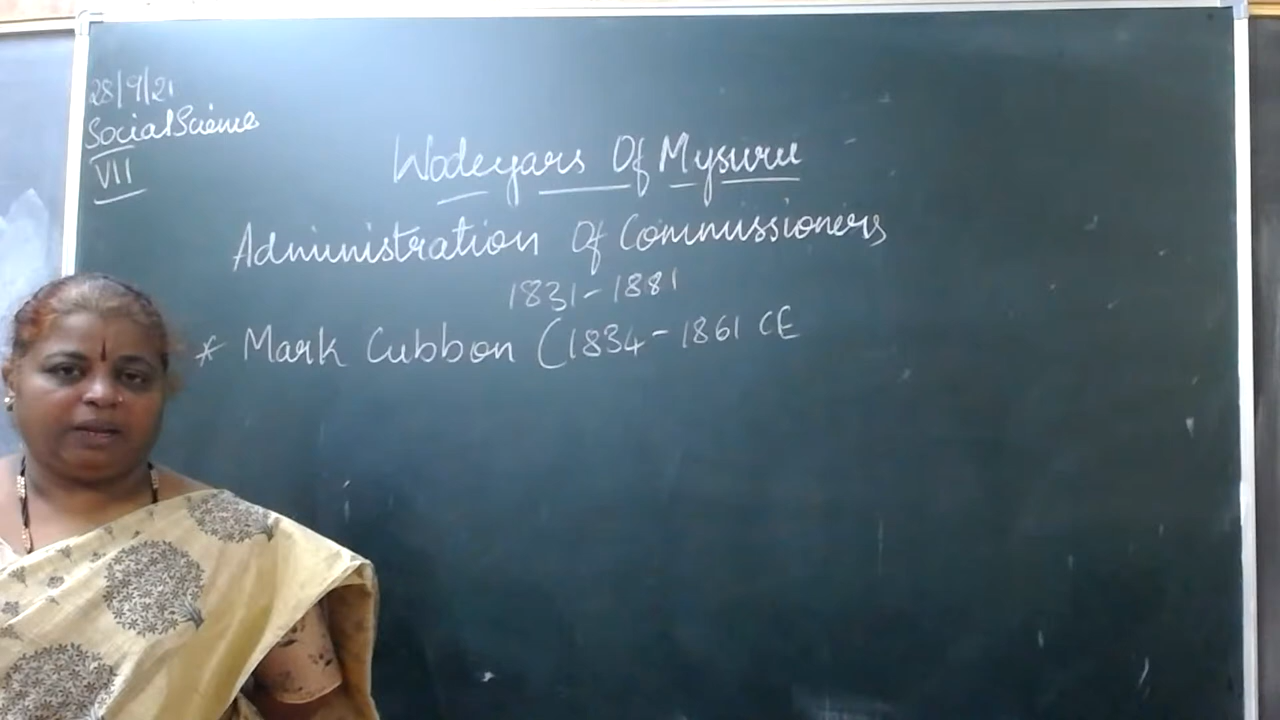 28/9/21
Social Science
VII
Wodeyars Of Mysuru
Administration Of Commissioners
1831-1881
* Mark Cubbon (1834-1861 CE